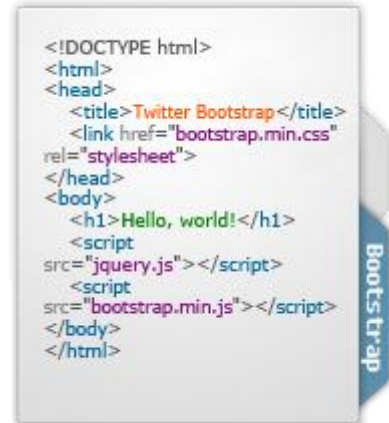 <!DOCTYPE html>
<html>
<head>
<title>Twitter Bootstrap</title>
<link href="bootstrap.min.css"
rel="stylesheet">
</head>
<body>
<h1>Hello, world!</h1>
<script
src="jquery.js"></script>
<script
src="bootstrap.min.js"></script>
</body>
</html>
Bootstrap